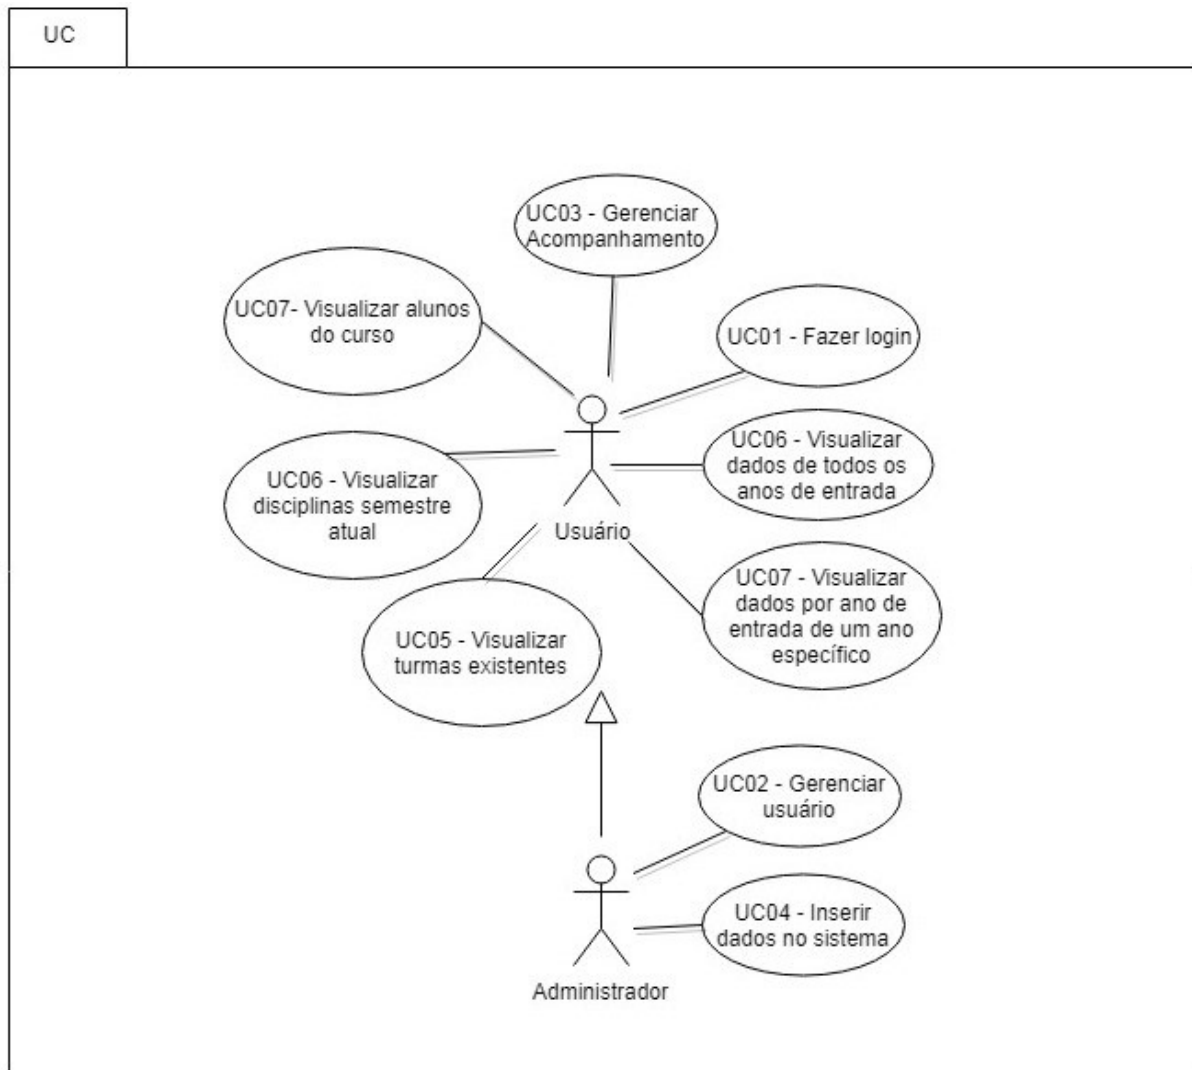 UC
UC03 - Gerenciar
Acompanhamento
UC07- Visualizar alunos
do curso
UC01 - Fazer login
UC06 - Visualizar
dados de todos os
anos de entrada
UC06 - Visualizar
disciplinas semestre
atual
Usuário
UC07 - Visualizar
dados por ano de
entrada de um ano
específico
UC05 - Visualizar
turmas existentes
UC02 - Gerenciar
usuário
UC04 - Inserir
dados no sistema
Administrador